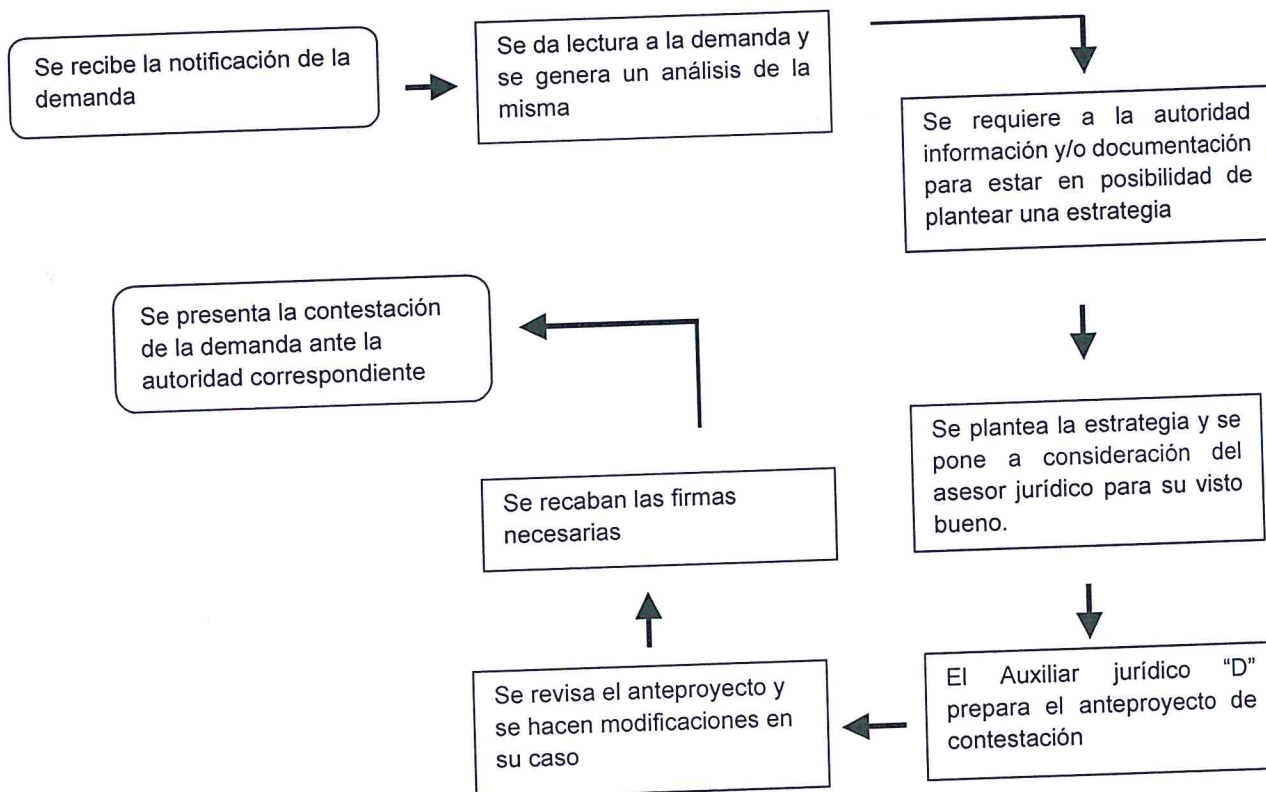 Se recibe la notificación de la
demanda
Se da lectura a la demanda y
se genera un análisis de la
misma
Se requiere a la autoridad
información y/o documentación
para estar en posibilidad de
plantear una estrategia
Se plantea la estrategia y se
pone a consideración del
asesor jurídico para su visto
bueno.
El Auxiliar jurídico “D”
prepara el anteproyecto de
contestación
Se revisa el anteproyecto y
se hacen modificaciones en
su caso
Se recaban las firmas
necesarias
Se presenta la contestación
de la demanda ante la
autoridad correspondiente